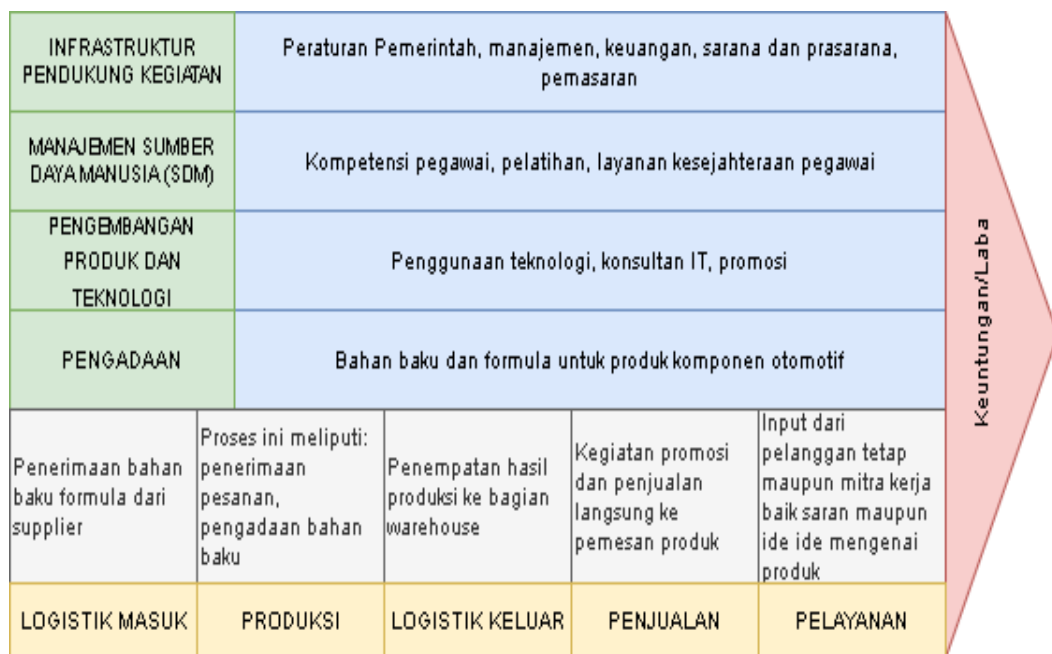 INFRASTRUKTUR
PENDUKUNG KEGIATAN
Peraturan Pemerintah, manajemen, keuangan, sarana dan prasarana,
pemasaran
MANAJEMEN SUMBER
DAYA MANUSIA (SDM)
Kompetensi pegawai, pelatihan, layanan kesejahteraan pegawai
PENGEMBANGAN
PRODUK DAN
TEKNOLOGI
Penggunaan teknologi, konsultan IT, promosi
PENGADAAN
Bahan baku dan formula untuk produk komponen otomotif
Keuntungan/Laba
Penerimaan bahan
baku formula dari
supplier
Proses ini meliputi:
penerimaan
pesanan,
pengadaan bahan
baku
Penempatan hasil
produksi ke bagian
warehouse
Kegiatan promosi
dan penjualan
langsung ke
pemesan produk
Input dari
pelanggan tetap
maupun mitra kerja
baik saran maupun
ide ide mengenai
produk
LOGISTIK MASUK
PRODUKSI
LOGISTIK KELUAR
PENJUALAN
PELAYANAN